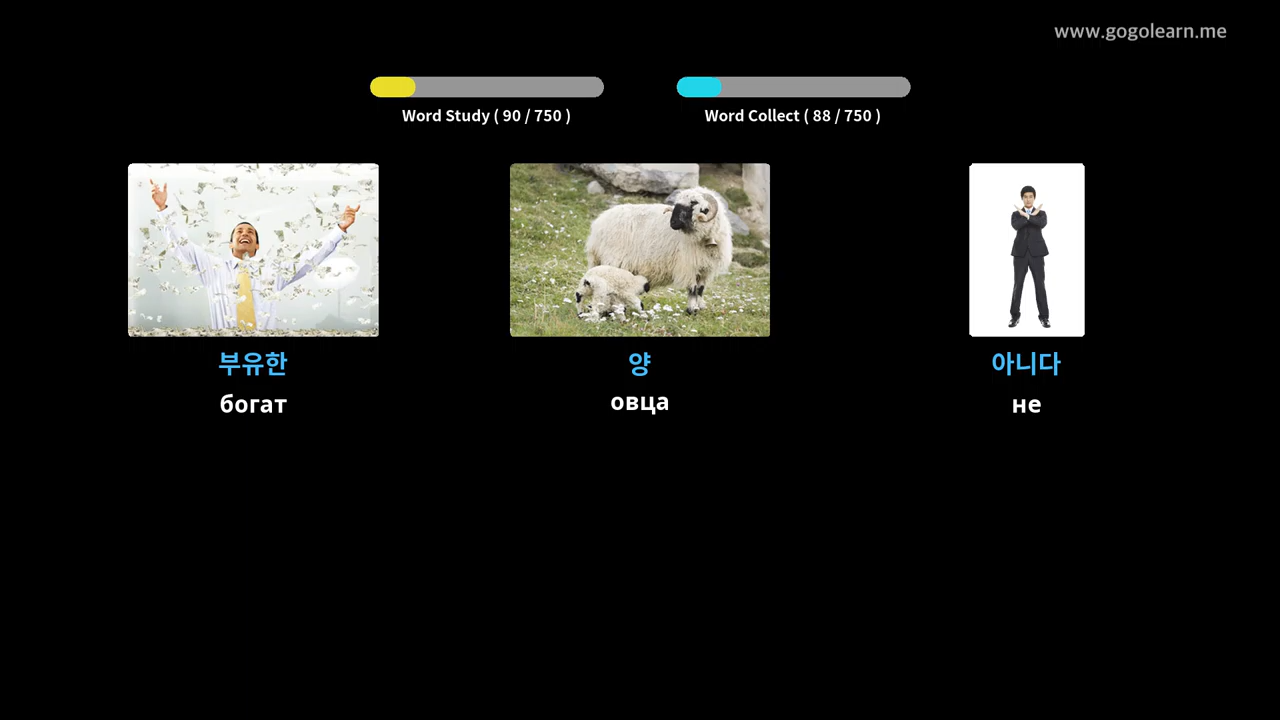 www.gogolearn.me
Word Study ( 90 / 750 )
Word Collect ( 88 / 750 )
부유한
богат
양
овца
아니다
не